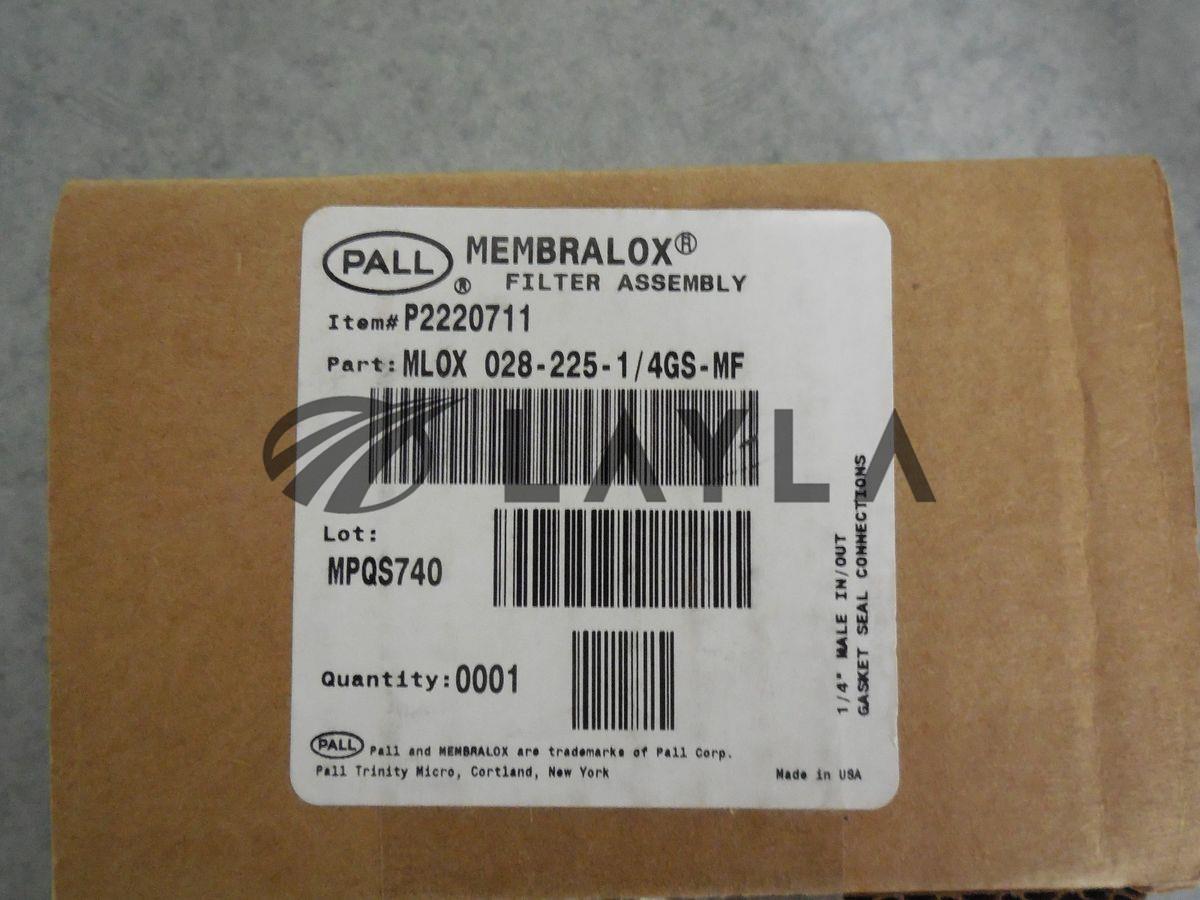 PALL ® MEMBRALOX®
FILTER ASSEMBLY
Item# P2220711
Part: MLOX 028-225-1/4GS-MF
LAYLA
Lot:
MPQS740
Quantity: 0001
1/4" MALE IN/OUT
GASKET SEAL CONNECTIONS
PALL Pall and MEMBRALOX are trademarks of Pall Corp.
Pall Trinity Micro, Cortland, New York
Made in USA